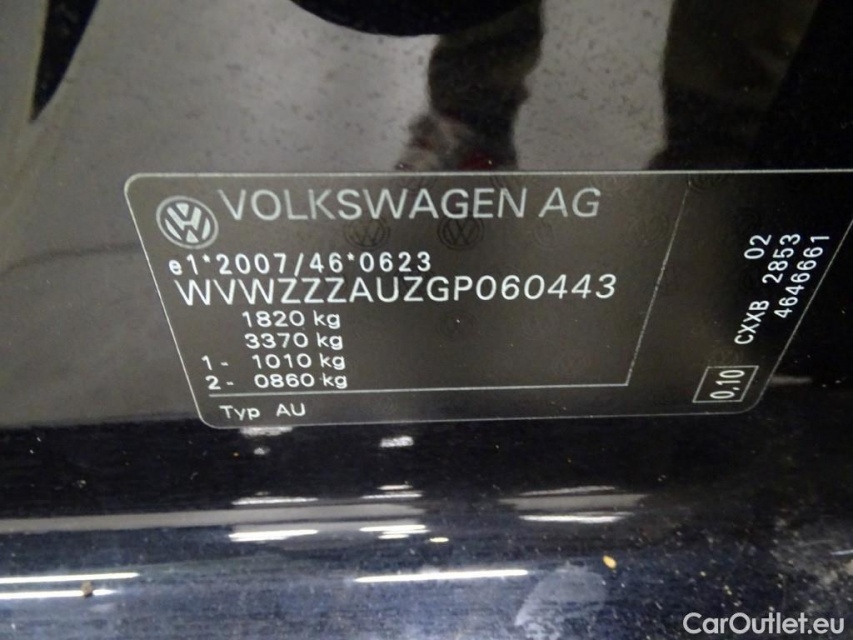 VOLKSWAGEN AG
e1*2007/46*0623
WVWZZZAUZGP060443
1820 kg
3370 kg
1- 1010 kg
2- 0860 kg
Typ AU
CXXB 02
2853
4646661
0.10
CarOutlet.eu